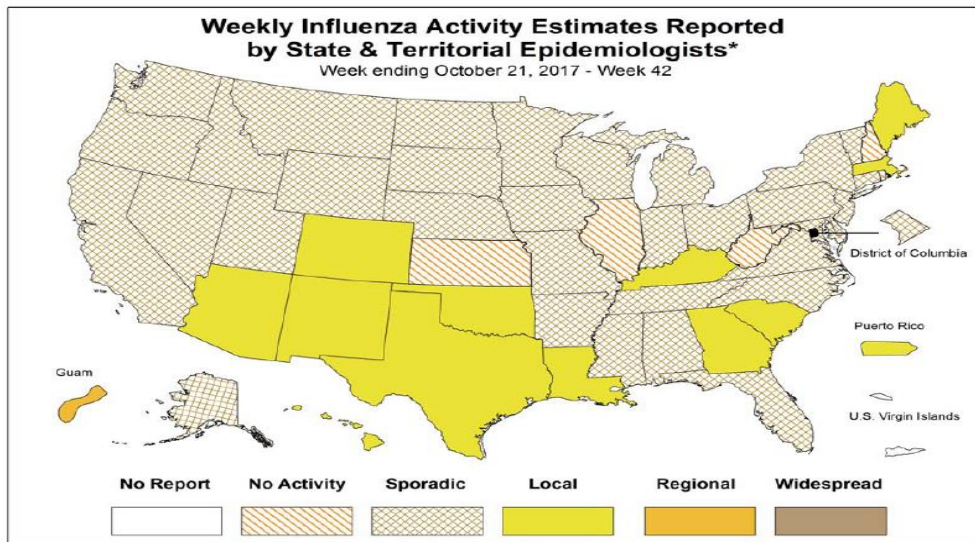 Weekly Influenza Activity Estimates Reported
by State & Territorial Epidemiologists*
Week ending October 21, 2017 - Week 42
District of Columbia
Puerto Rico
Guam
U.S. Virgin Islands
No Report No Activity Sporadic Local Regional Widespread